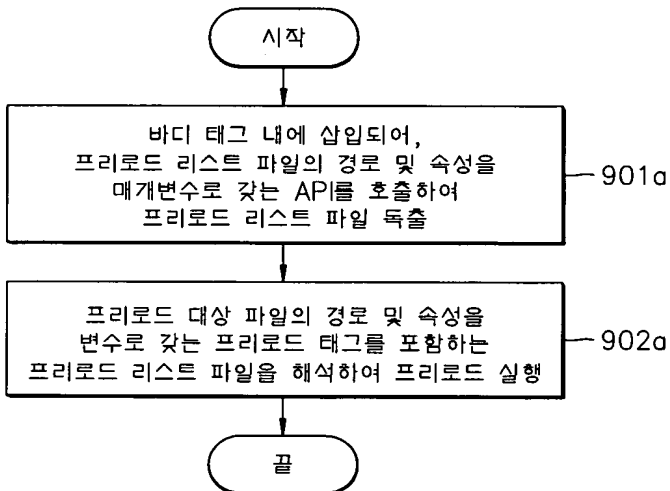 시작
바디 태그 내에 삽입되어,
프리로드 리스트 파일의 경로 및 속성을
매개변수로 갖는 API를 호출하여
프리로드 리스트 파일 독출
901a
프리로드 대상 파일의 경로 및 속성을
변수로 갖는 프리로드 태그를 포함하는
프리로드 리스트 파일을 해석하여 프리로드 실행
902a
끝